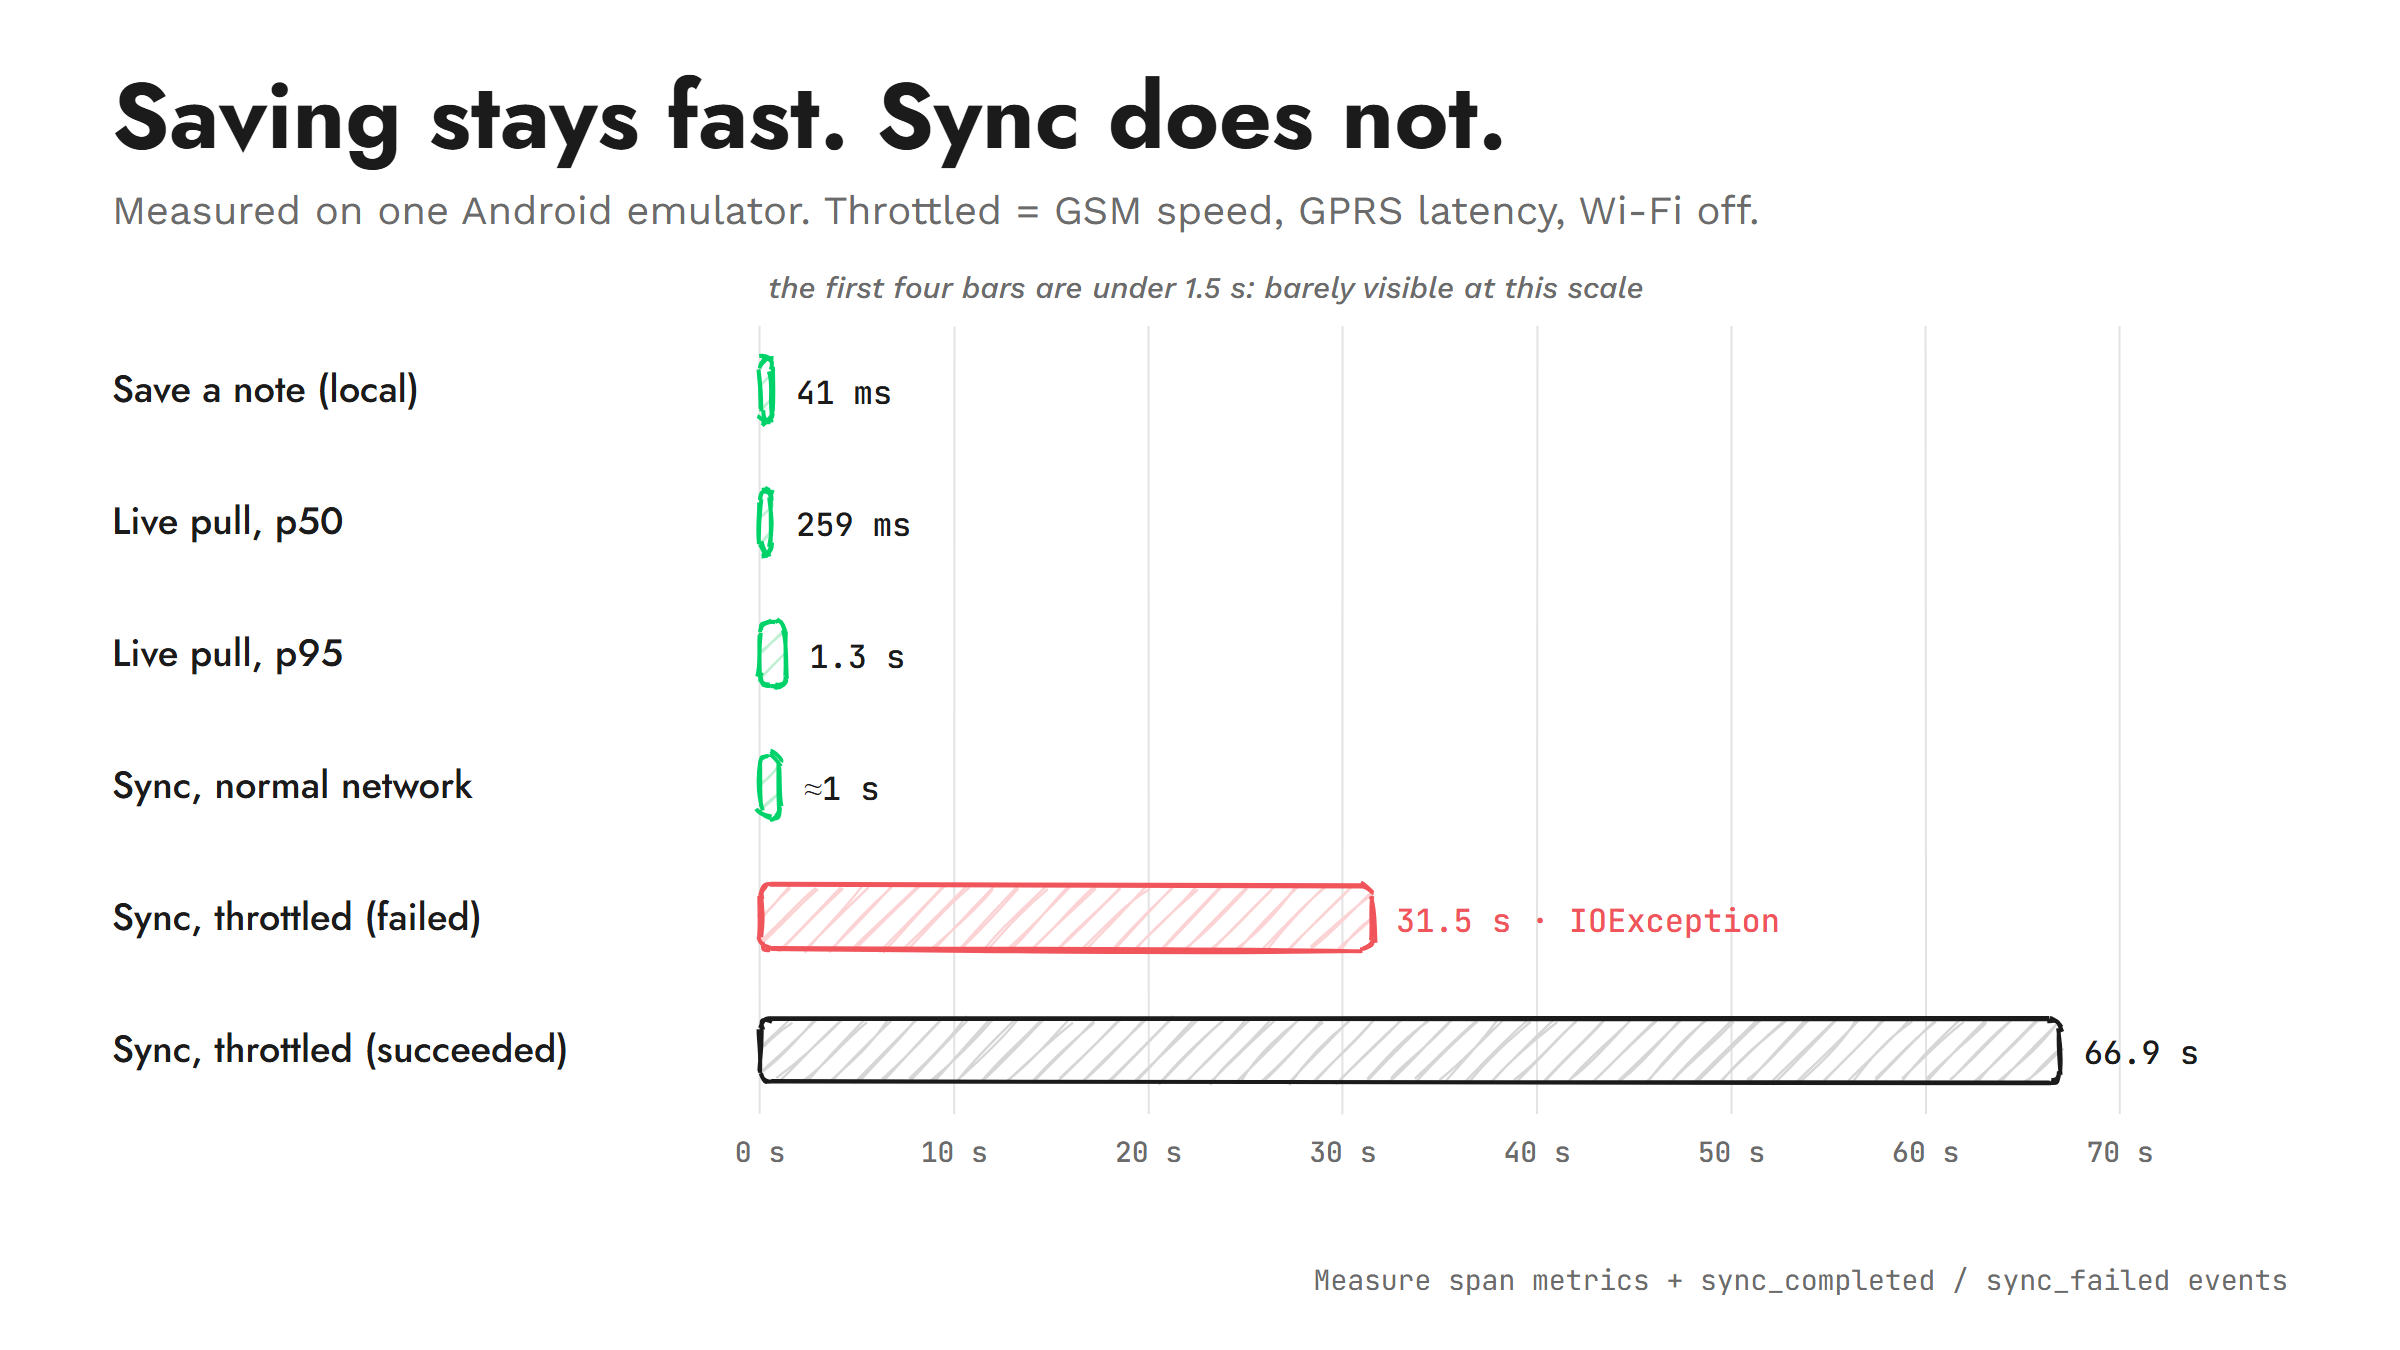 Saving stays fast. Sync does not.
Measured on one Android emulator. Throttled = GSM speed, GPRS latency, Wi-Fi off.
the first four bars are under 1.5 s: barely visible at this scale
Save a note (local)
41 ms
Live pull, p50
259 ms
Live pull, p95
1.3 s
Sync, normal network
≈1 s
Sync, throttled (failed)
31.5 s · IOException
Sync, throttled (succeeded)
66.9 s
0 s 10 s 20 s 30 s 40 s 50 s 60 s 70 s
Measure span metrics + sync_completed / sync_failed events